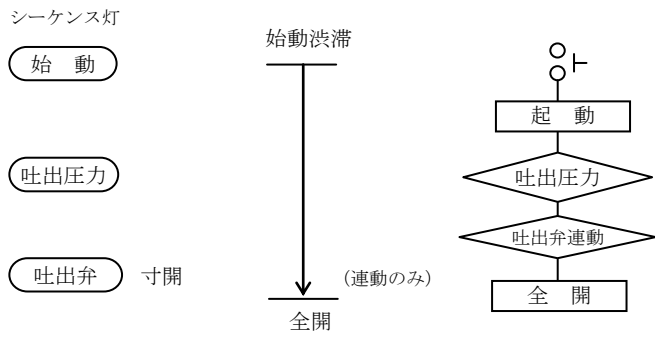 シーケンス灯
始動渋滞
始　動
起　動
吐出圧力
吐出圧力
吐出弁連動
吐出弁
寸開
（連動のみ）
全　開
全開